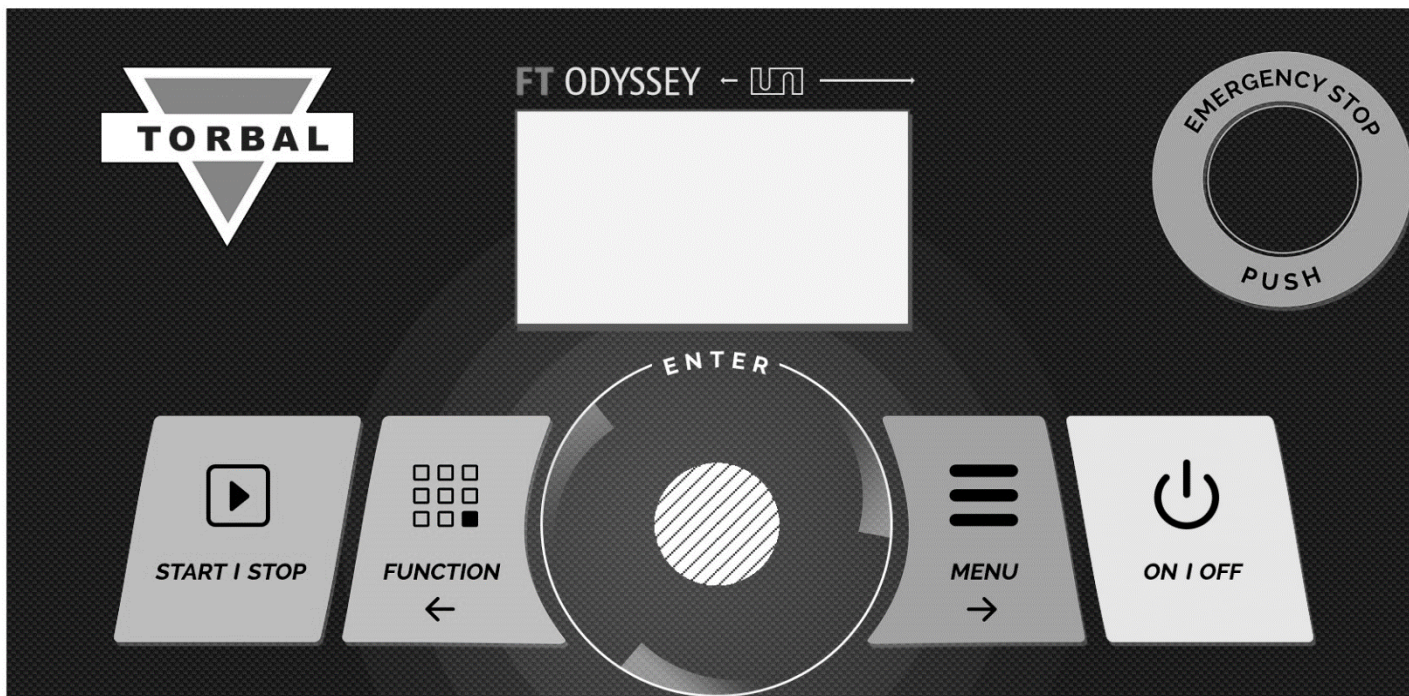 TORBAL
FT ODYSSEY
EMERGENCY STOP
PUSH
ENTER
START I STOP
FUNCTION
MENU
ON I OFF